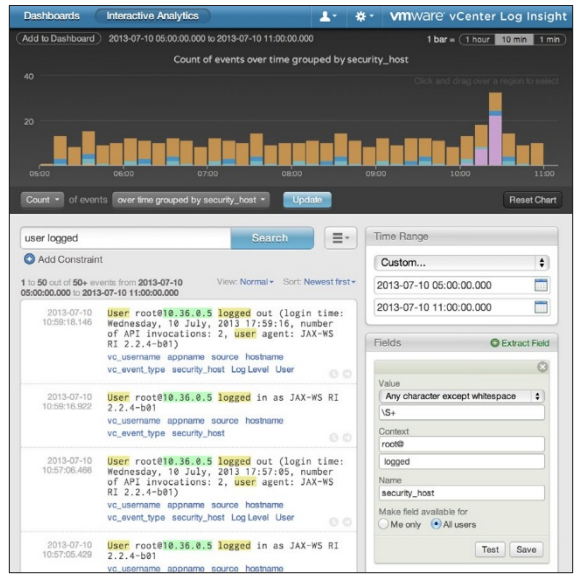 Dashboards Interactive Analytics vmware vCenter Log Insight
Add to Dashboard 2013-07-10 05:00:00.000 to 2013-07-10 11:00:00.000 1 bar = 1 hour 10 min 1 min
Count of events over time grouped by security_host
Click and drag over a region to select
40
20
05:00 06:00 07:00 08:00 09:00 10:00 11:00
Count of events over time grouped by security_host Update Reset Chart
user logged Search
Add Constraint
1 to 50 out of 50+ events from 2013-07-10 View: Normal Sort: Newest first
05:00:00.000 to 2013-07-10 11:00:00.000
2013-07-10 User root@10.36.0.5 logged out (login time:
10:59:18.146 Wednesday, 10 July, 2013 17:59:16, number
of API invocations: 2, user agent: JAX-WS
RI 2.2.4-b01)
vc_username appname source hostname
vc_event_type security_host Log Level User
2013-07-10 User root@10.36.0.5 logged in as JAX-WS RI
10:59:16.922 2.2.4-b01
vc_username appname source hostname
vc_event_type security_host
2013-07-10 User root@10.36.0.5 logged out (login time:
10:57:06.466 Wednesday, 10 July, 2013 17:57:05, number
of API invocations: 2, user agent: JAX-WS
RI 2.2.4-b01)
vc_username appname source hostname
vc_event_type security_host Log Level User
2013-07-10 User root@10.36.0.5 logged in as JAX-WS RI
10:57:05.429 2.2.4-b01
vc_username appname source hostname
Time Range
Custom...
2013-07-10 05:00:00.000
2013-07-10 11:00:00.000
Fields Extract Field
Value
Any character except whitespace
\S+
Context
root@
logged
Name
security_host
Make field available for
Me only All users
Test Save